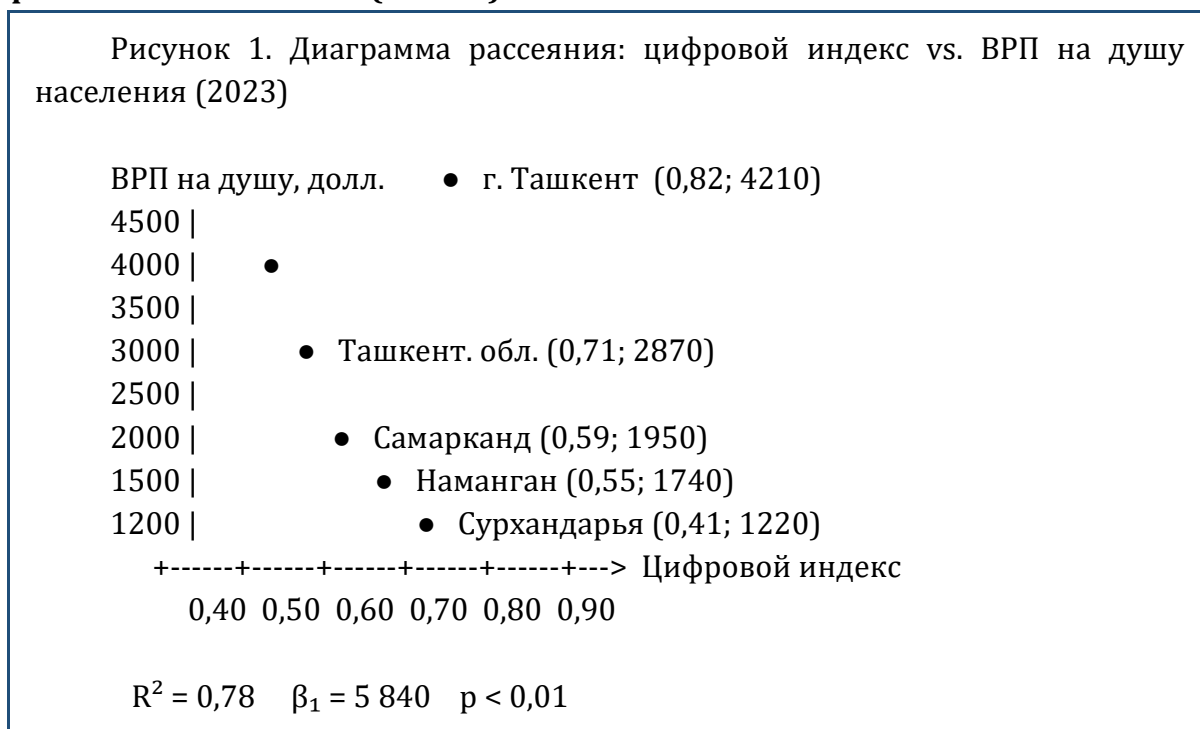 Рисунок 1. Диаграмма рассеяния: цифровой индекс vs. ВРП на душу
населения (2023)
ВРП на душу, долл. ● г. Ташкент (0,82; 4210)
4500 |
4000 | ●
3500 |
3000 | ● Ташкент. обл. (0,71; 2870)
2500 |
2000 | ● Самарканд (0,59; 1950)
1500 | ● Наманган (0,55; 1740)
1200 | ● Сурхандарья (0,41; 1220)
+------+------+------+------+------+---> Цифровой индекс
0,40 0,50 0,60 0,70 0,80 0,90
R² = 0,78 β₁ = 5 840 p < 0,01